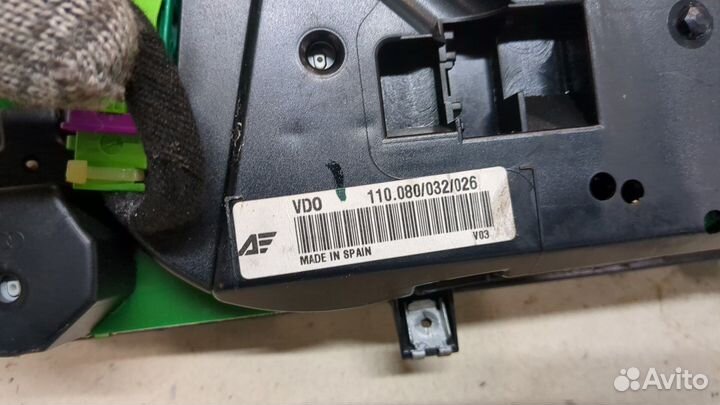 VDO 110.080/032/026
AE
V03
MADE IN SPAIN
Avito